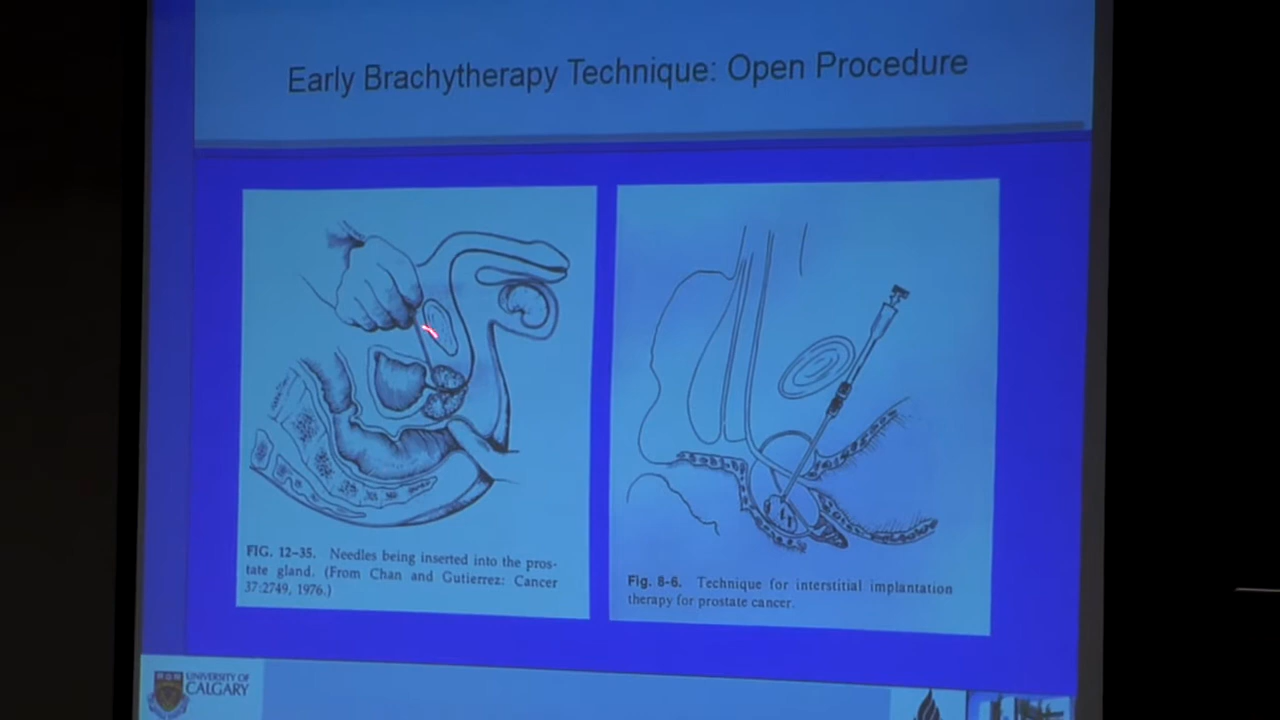 Early Brachytherapy Technique: Open Procedure
FIG. 12–35. Needles being inserted into the pros-
tate gland. (From Chan and Gutierrez: Cancer
37:2749, 1976.)
Fig. 8-6. Technique for interstitial implantation
therapy for prostate cancer.
UNIVERSITY OF
CALGARY